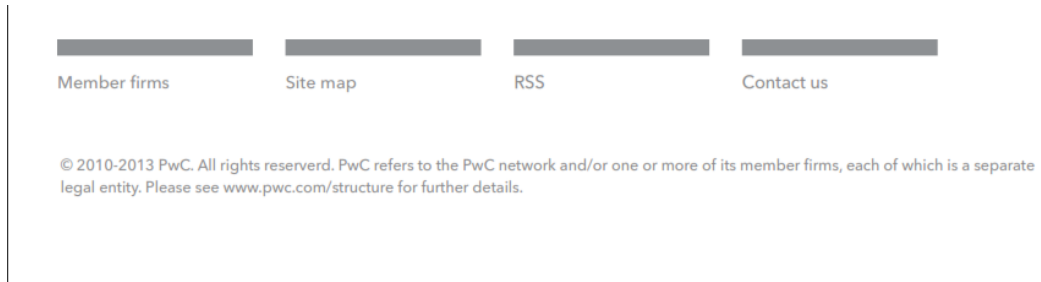 Member firms
Site map
RSS
Contact us
© 2010-2013 PwC. All rights reserverd. PwC refers to the PwC network and/or one or more of its member firms, each of which is a separate
legal entity. Please see www.pwc.com/structure for further details.